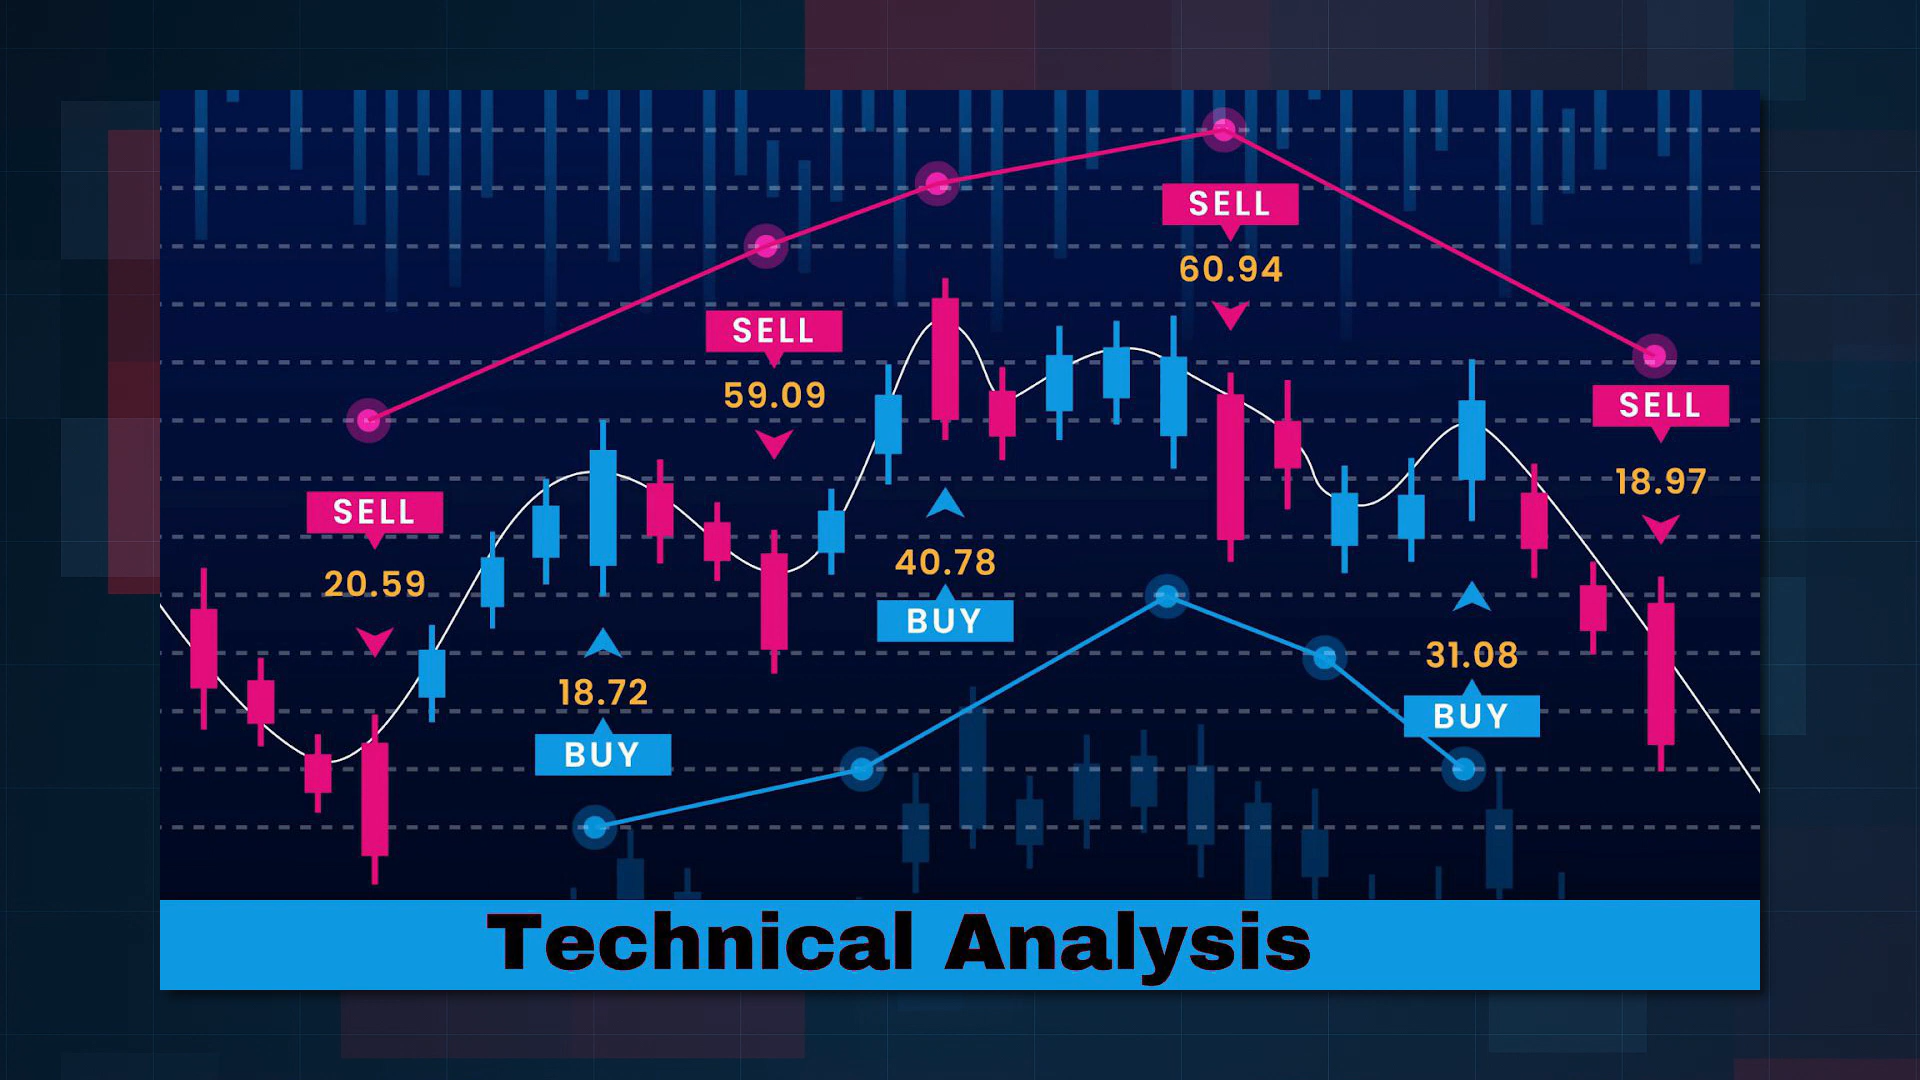 SELL
60.94
SELL
59.09
SELL
18.97
SELL
20.59
40.78
BUY
31.08
BUY
18.72
BUY
Technical Analysis